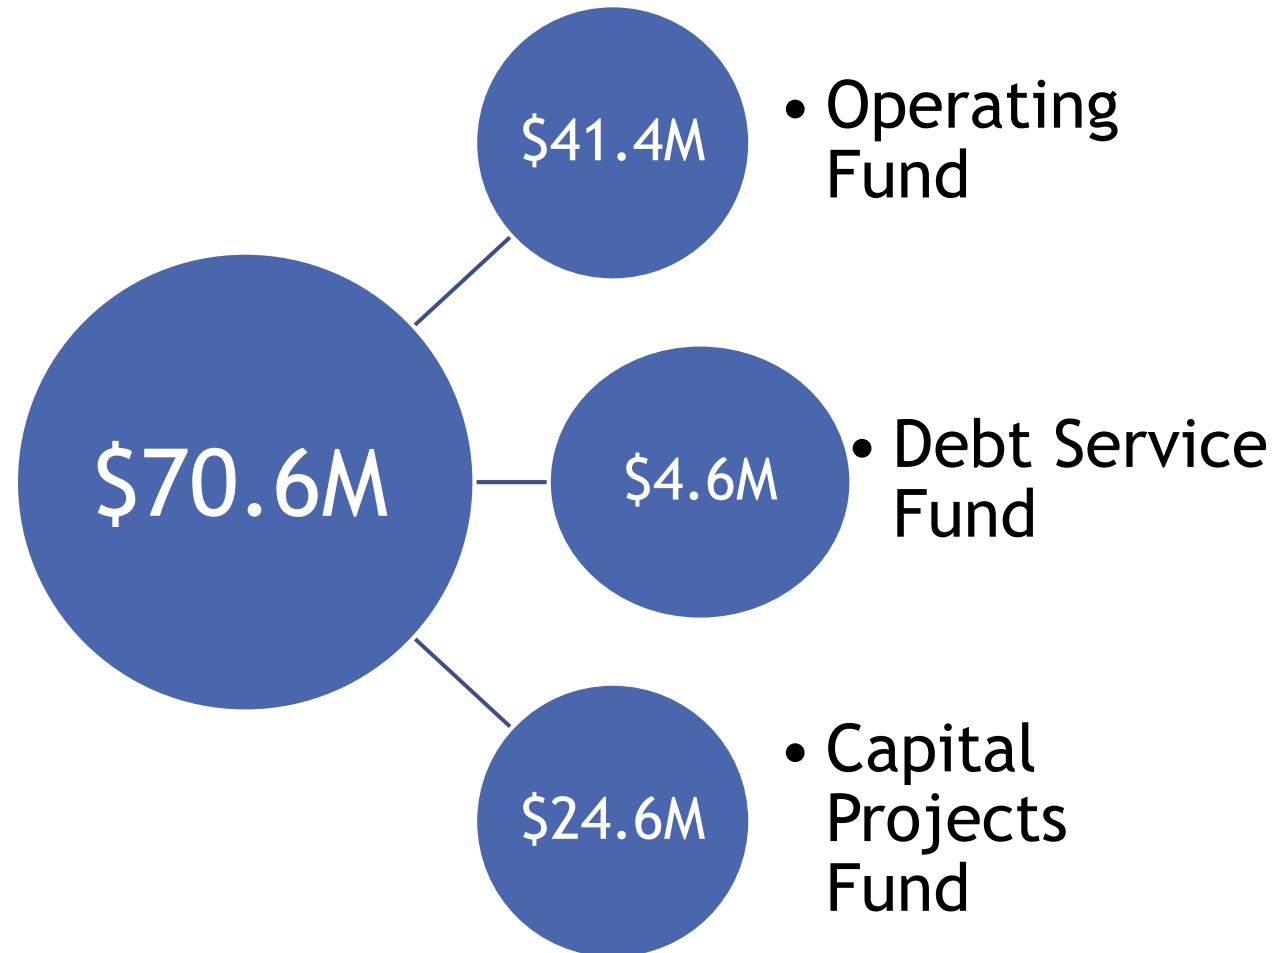 $70.6M
$41.4M
• Operating
Fund
$4.6M
• Debt Service
Fund
$24.6M
• Capital
Projects
Fund